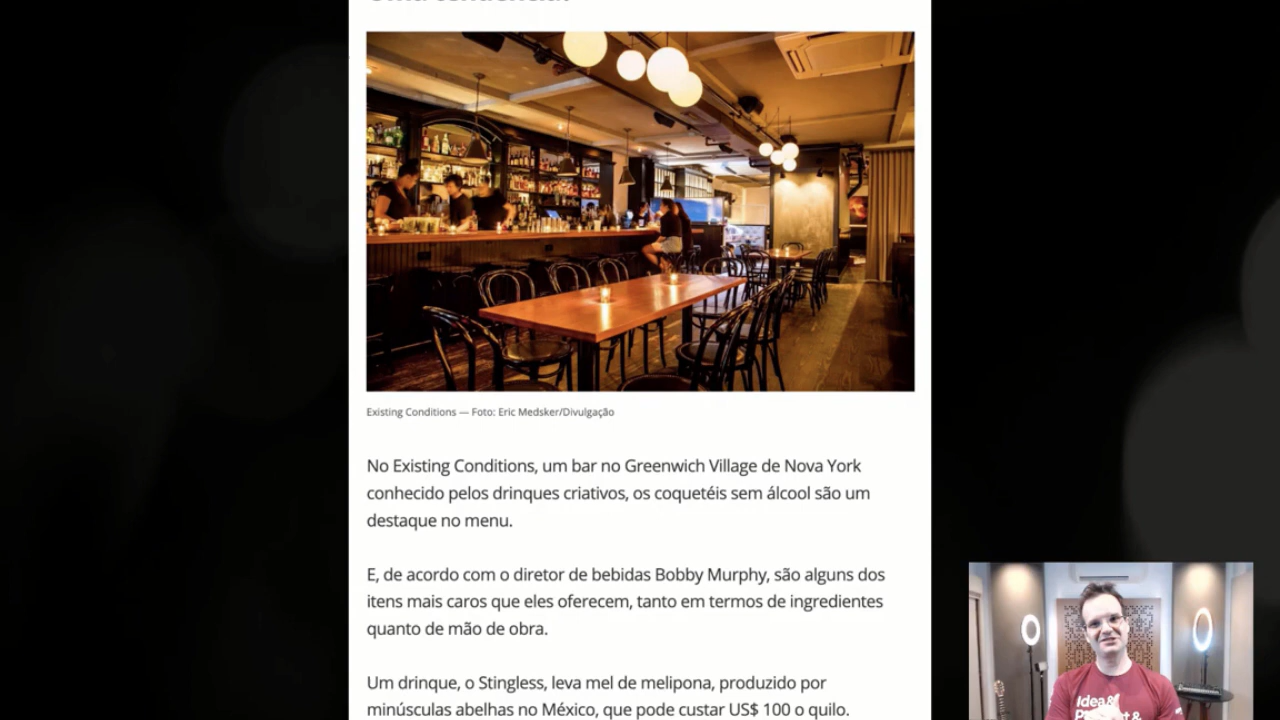 Existing Conditions — Foto: Eric Medsker/Divulgação
No Existing Conditions, um bar no Greenwich Village de Nova York
conhecido pelos drinques criativos, os coquetéis sem álcool são um
destaque no menu.
E, de acordo com o diretor de bebidas Bobby Murphy, são alguns dos
itens mais caros que eles oferecem, tanto em termos de ingredientes
quanto de mão de obra.
Um drinque, o Stingless, leva mel de melipona, produzido por
minúsculas abelhas no México, que pode custar US$ 100 o quilo.
Idea&